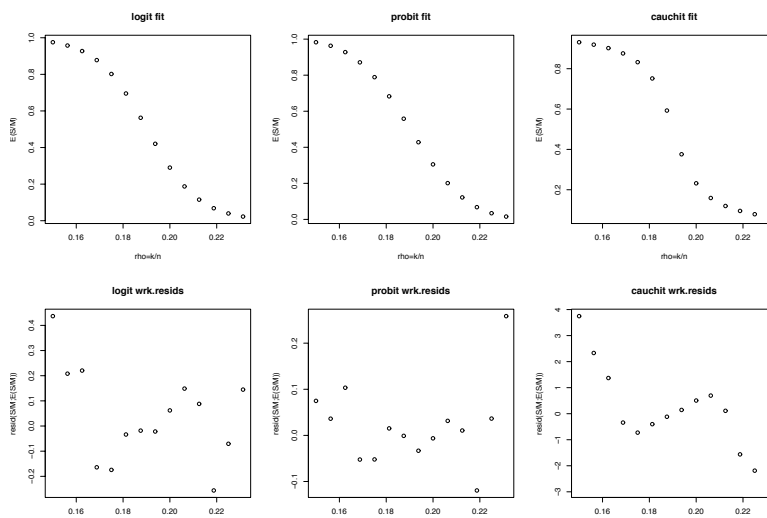 logit fit
E(S/M)
1.0
0.8
0.6
0.4
0.2
0.0
0.16 0.18 0.20 0.22
rho=k/n
probit fit
E(S/M)
1.0
0.8
0.6
0.4
0.2
0.0
0.16 0.18 0.20 0.22
rho=k/n
cauchit fit
E(S/M)
0.8
0.6
0.4
0.2
0.16 0.18 0.20 0.22
rho=k/n
logit wrk.resids
resid(S/M;E(S/M))
0.4
0.3
0.2
0.1
0.0
−0.1
−0.2
0.16 0.18 0.20 0.22
probit wrk.resids
resid(S/M;E(S/M))
0.2
0.1
0.0
−0.1
0.16 0.18 0.20 0.22
cauchit wrk.resids
resid(S/M;E(S/M))
4
3
2
1
0
−1
−2
−3
0.16 0.18 0.20 0.22